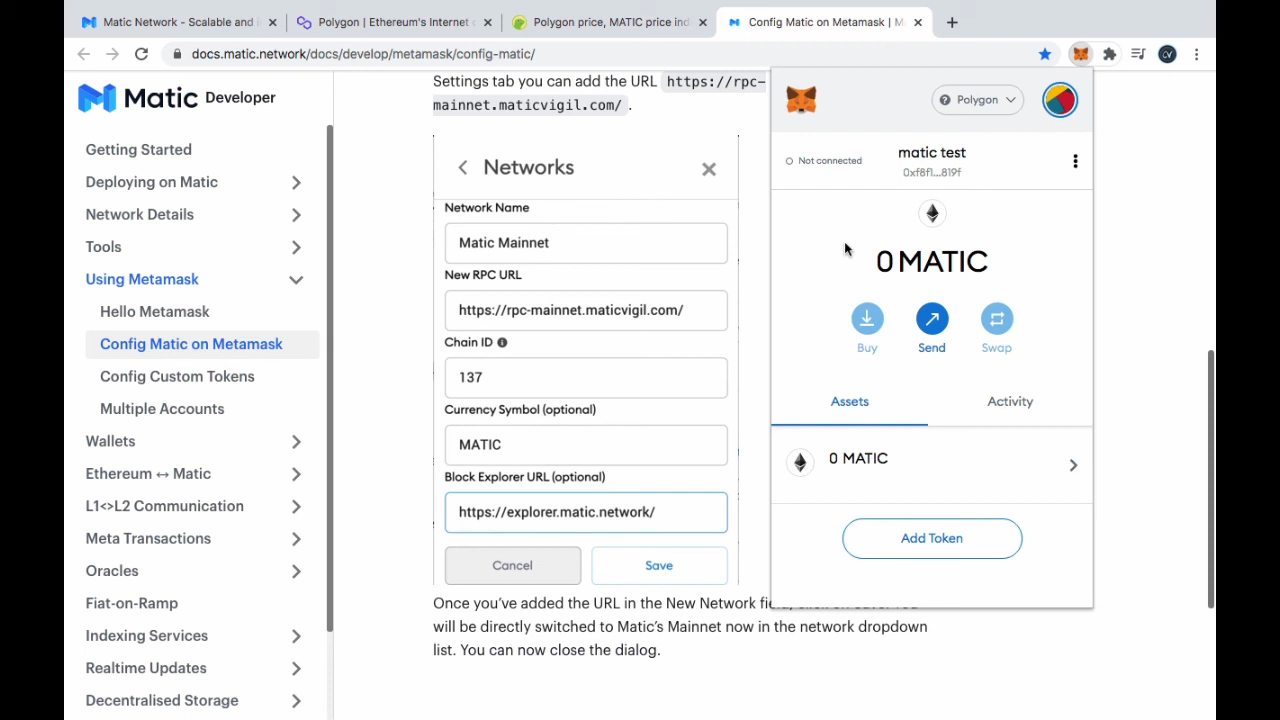 Matic Network - Scalable and i
Polygon | Ethereum's Internet o
Polygon price, MATIC price ind
Config Matic on Metamask | Ma
docs.matic.network/docs/develop/metamask/config-matic/
Matic Developer
Getting Started
Deploying on Matic
Network Details
Tools
Using Metamask
Hello Metamask
Config Matic on Metamask
Config Custom Tokens
Multiple Accounts
Wallets
Ethereum ↔ Matic
L1<>L2 Communication
Meta Transactions
Oracles
Fiat-on-Ramp
Indexing Services
Realtime Updates
Decentralised Storage
Settings tab you can add the URL https://rpc-
mainnet.maticvigil.com/ .
Networks
Network Name
Matic Mainnet
New RPC URL
https://rpc-mainnet.maticvigil.com/
Chain ID
137
Currency Symbol (optional)
MATIC
Block Explorer URL (optional)
https://explorer.matic.network/
Cancel
Save
Once you've added the URL in the New Network
will be directly switched to Matic's Mainnet now in the network dropdown
list. You can now close the dialog.
Polygon
Not connected
matic test
0xf8f1...819f
0 MATIC
Buy
Send
Swap
Assets
Activity
0 MATIC
Add Token